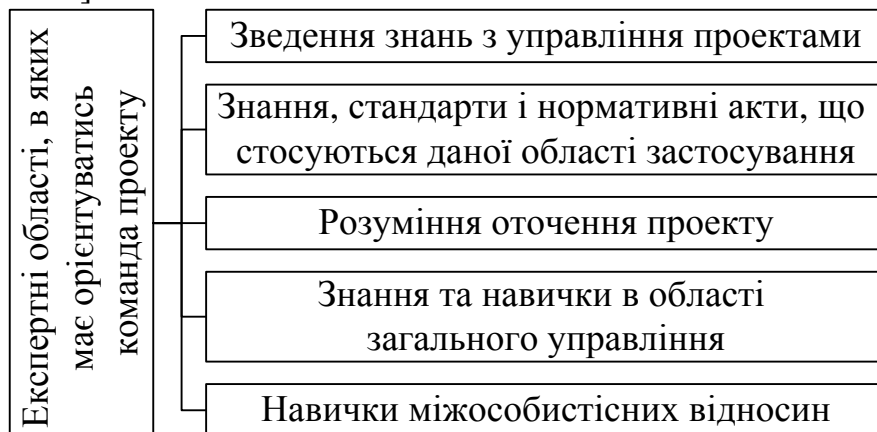 Експертні області, в яких
має орієнтуватись
команда проекту
Зведення знань з управління проектами
Знання, стандарти і нормативні акти, що
стосуються даної області застосування
Розуміння оточення проекту
Знання та навички в області
загального управління
Навички міжособистісних відносин